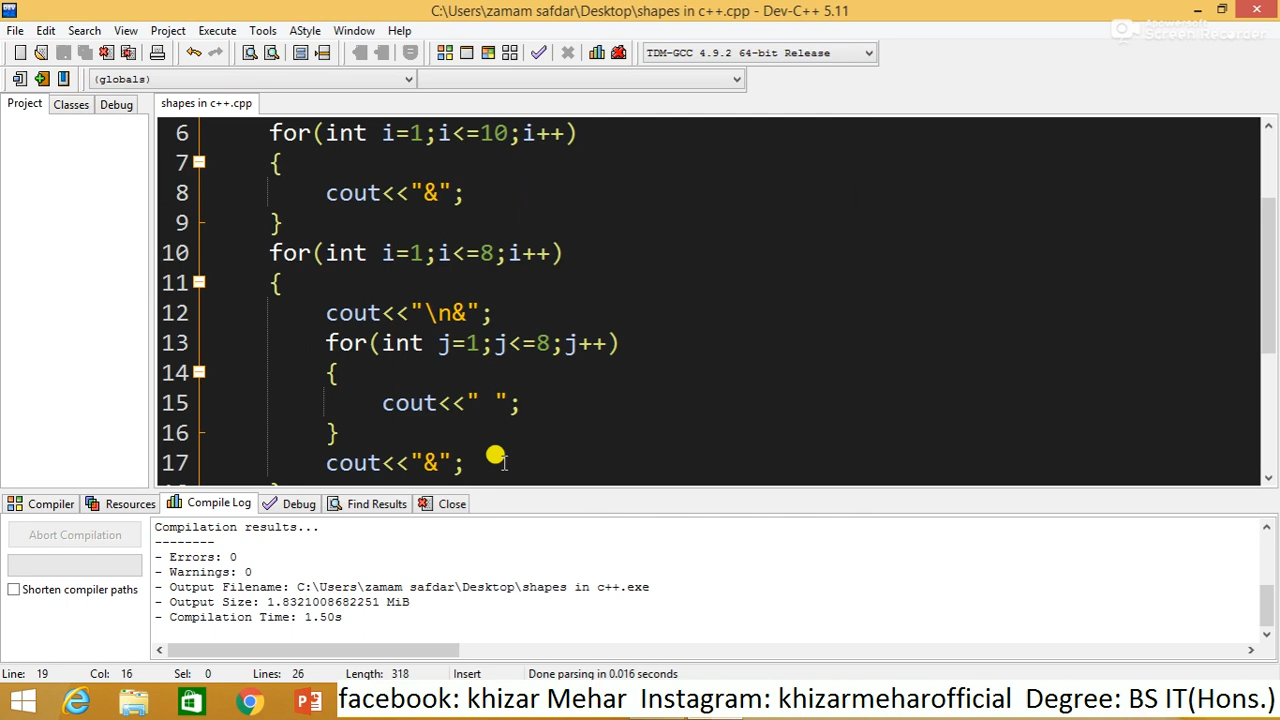 C:\Users\zamam safdar\Desktop\shapes in c++.cpp - Dev-C++ 5.11
File Edit Search View Project Execute Tools AStyle Window Help
Apowersoft
Screen Recorder
TDM-GCC 4.9.2 64-bit Release
(globals)
Project Classes Debug shapes in c++.cpp
6 for(int i=1;i<=10;i++)
7 {
8 cout<<"&";
9 }
10 for(int i=1;i<=8;i++)
11 {
12 cout<<"\n&";
13 for(int j=1;j<=8;j++)
14 {
15 cout<<" ";
16 }
17 cout<<"&";
Compiler Resources Compile Log Debug Find Results Close
Abort Compilation
Shorten compiler paths
Compilation results...
--------
- Errors: 0
- Warnings: 0
- Output Filename: C:\Users\zamam safdar\Desktop\shapes in c++.exe
- Output Size: 1.8321008682251 MiB
- Compilation Time: 1.50s
Line: 19 Col: 16 Sel: 0 Lines: 26 Length: 318 Insert Done parsing in 0.016 seconds
facebook: khizar Mehar Instagram: khizarmeharofficial Degree: BS IT(Hons.)